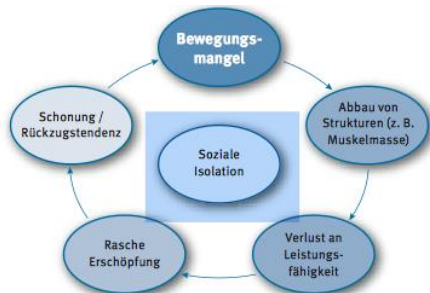 Bewegungs-
mangel
Abbau von
Strukturen (z. B.
Muskelmasse)
Verlust an
Leistungs-
fähigkeit
Rasche
Erschöpfung
Schonung /
Rückzugstendenz
Soziale
Isolation